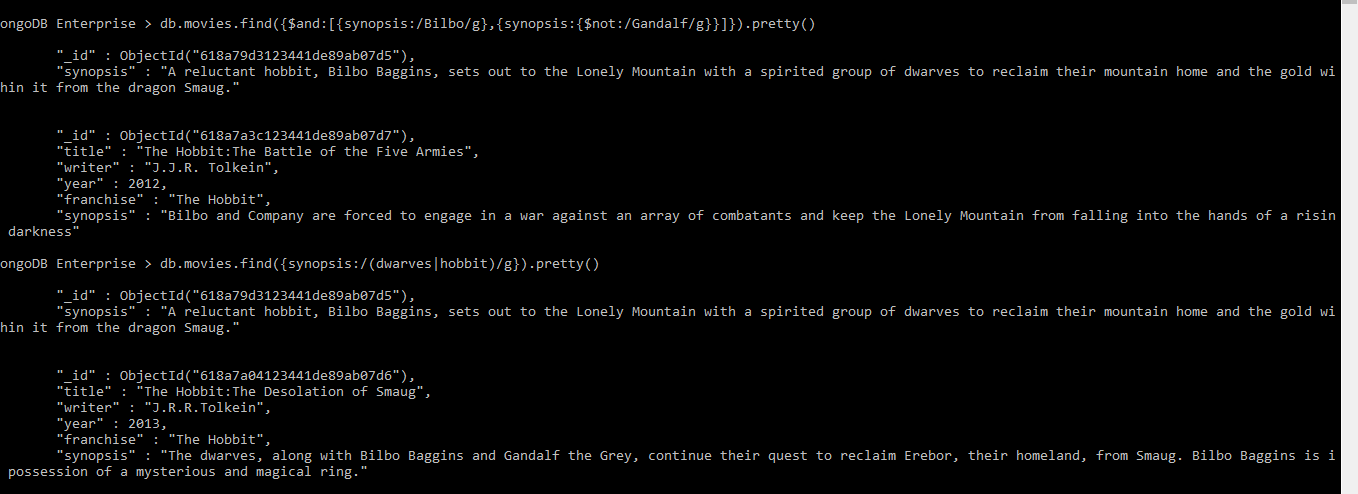 ongoDB Enterprise > db.movies.find({$and:[{synopsis:/Bilbo/g},{synopsis:{$not:/Gandalf/g}}]}).pretty()
"_id" : ObjectId("618a79d3123441de89ab07d5"),
"synopsis" : "A reluctant hobbit, Bilbo Baggins, sets out to the Lonely Mountain with a spirited group of dwarves to reclaim their mountain home and the gold wi
hin it from the dragon Smaug."
"_id" : ObjectId("618a7a3c123441de89ab07d7"),
"title" : "The Hobbit:The Battle of the Five Armies",
"writer" : "J.J.R. Tolkein",
"year" : 2012,
"franchise" : "The Hobbit",
"synopsis" : "Bilbo and Company are forced to engage in a war against an array of combatants and keep the Lonely Mountain from falling into the hands of a risin
darkness"
ongoDB Enterprise > db.movies.find({synopsis:/(dwarves|hobbit)/g}).pretty()
"_id" : ObjectId("618a79d3123441de89ab07d5"),
"synopsis" : "A reluctant hobbit, Bilbo Baggins, sets out to the Lonely Mountain with a spirited group of dwarves to reclaim their mountain home and the gold wi
hin it from the dragon Smaug."
"_id" : ObjectId("618a7a04123441de89ab07d6"),
"title" : "The Hobbit:The Desolation of Smaug",
"writer" : "J.R.R.Tolkein",
"year" : 2013,
"franchise" : "The Hobbit",
"synopsis" : "The dwarves, along with Bilbo Baggins and Gandalf the Grey, continue their quest to reclaim Erebor, their homeland, from Smaug. Bilbo Baggins is i
possession of a mysterious and magical ring."